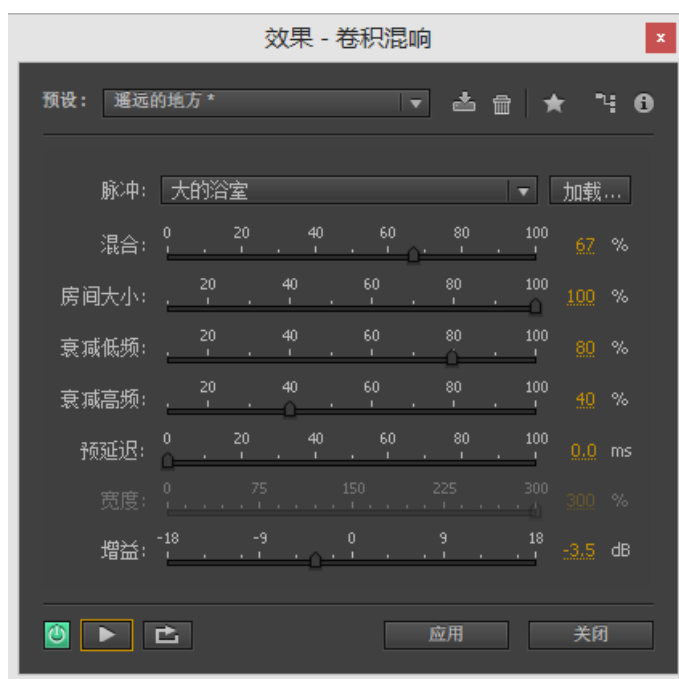 效果 - 卷积混响
x
预设: 遥远的地方 *
脉冲: 大的浴室 加载...
混合: 0 20 40 60 80 100 67 %
房间大小: 20 40 60 80 100 100 %
衰减低频: 20 40 60 80 100 80 %
衰减高频: 20 40 60 80 100 40 %
预延迟: 0 20 40 60 80 100 0.0 ms
宽度: 0 75 150 225 300 300 %
增益: -18 -9 0 9 18 -3.5 dB
应用 关闭